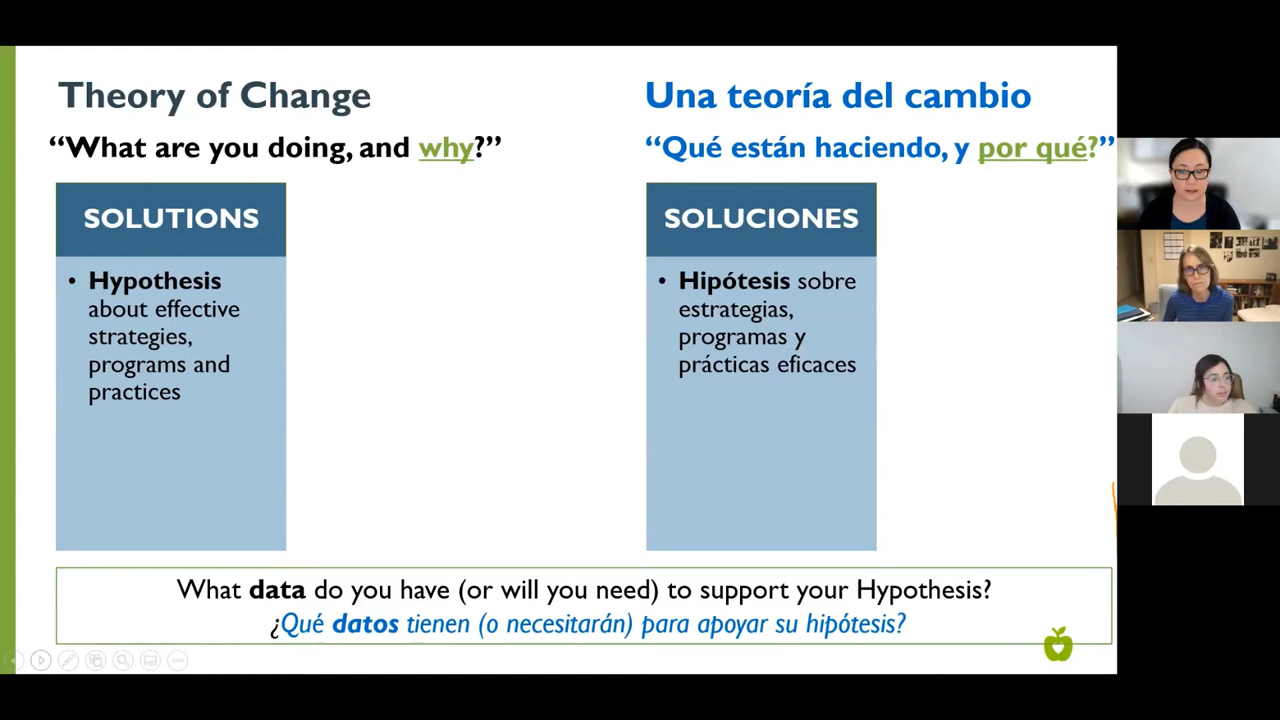 Theory of Change
“What are you doing, and why?”
SOLUTIONS
• Hypothesis
about effective
strategies,
programs and
practices
Una teoría del cambio
“Qué están haciendo, y por qué?”
SOLUCIONES
• Hipótesis sobre
estrategias,
programas y
prácticas eficaces
What data do you have (or will you need) to support your Hypothesis?
¿Qué datos tienen (o necesitarán) para apoyar su hipótesis?